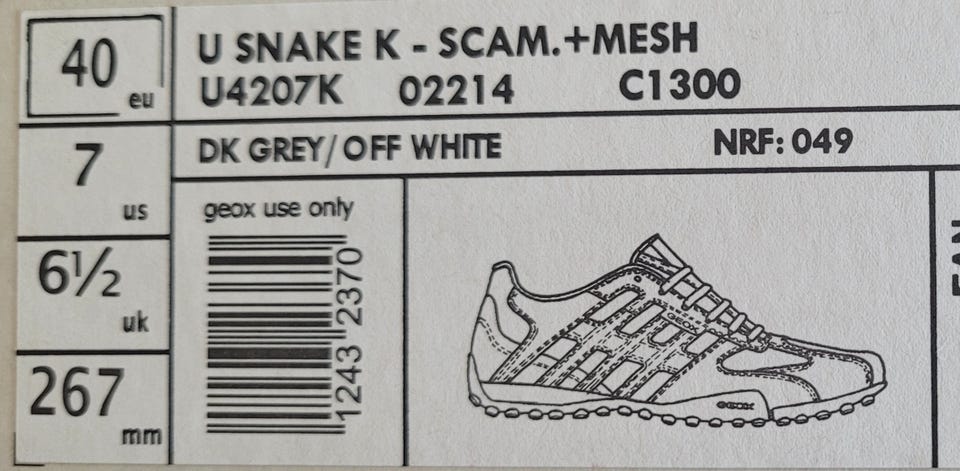 40 eu
U SNAKE K - SCAM.+MESH
U4207K 02214 C1300
7 us
DK GREY/OFF WHITE NRF: 049
6½ uk
geox use only
1243 2370
267 mm
GEOX
GEOX